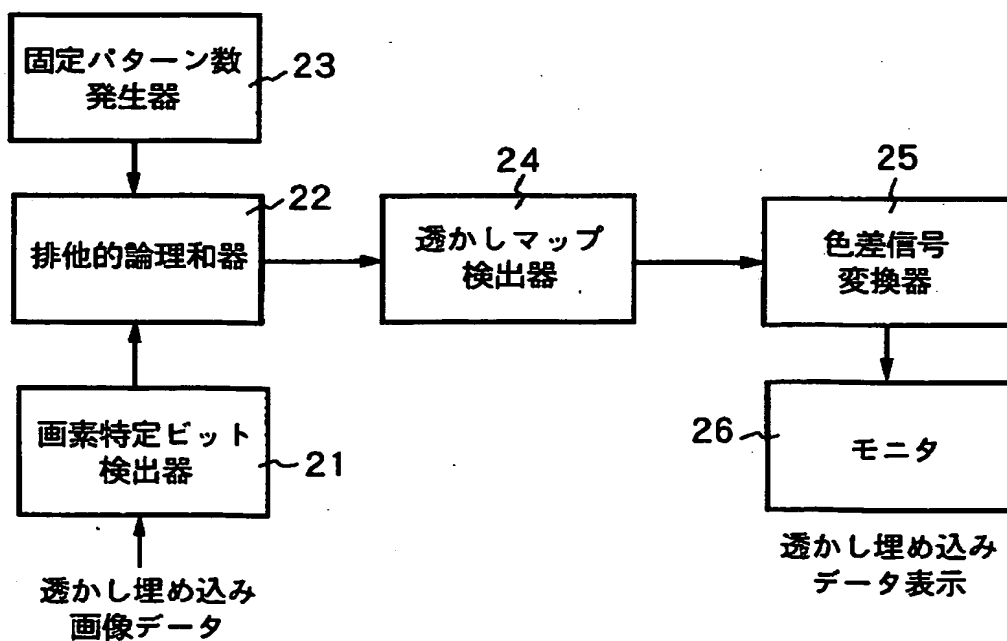 固定パターン数
発生器
23
24
25
22
排他的論理和器
透かしマップ
検出器
色差信号
変換器
画素特定ビット
検出器
21
26
モニタ
透かし埋め込み
画像データ
透かし埋め込み
データ表示